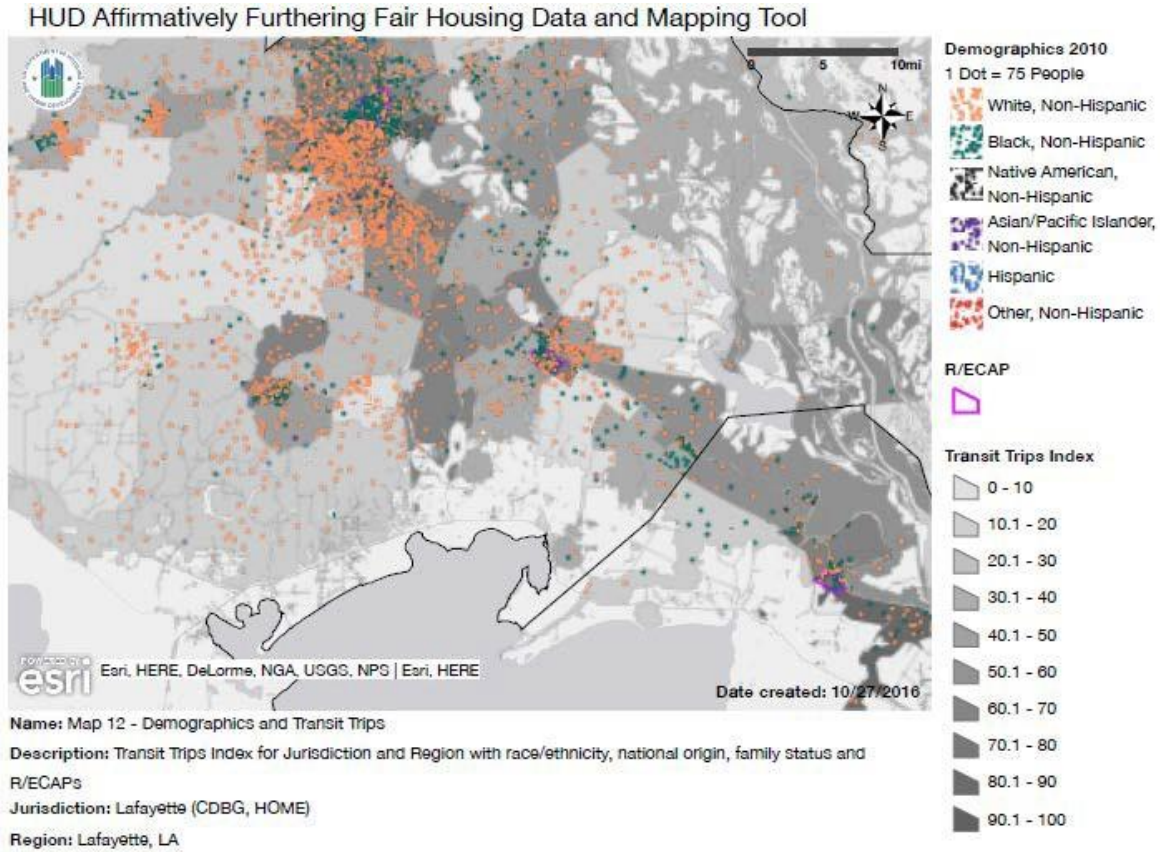 HUD Affirmatively Furthering Fair Housing Data and Mapping Tool
0 5 10mi
N
W E
S
POWERED BY
esri
Esri, HERE, DeLorme, NGA, USGS, NPS | Esri, HERE
Date created: 10/27/2016
Demographics 2010
1 Dot = 75 People
White, Non-Hispanic
Black, Non-Hispanic
Native American,
Non-Hispanic
Asian/Pacific Islander,
Non-Hispanic
Hispanic
Other, Non-Hispanic
R/ECAP
Transit Trips Index
0 - 10
10.1 - 20
20.1 - 30
30.1 - 40
40.1 - 50
50.1 - 60
60.1 - 70
70.1 - 80
80.1 - 90
90.1 - 100
Name: Map 12 - Demographics and Transit Trips
Description: Transit Trips Index for Jurisdiction and Region with race/ethnicity, national origin, family status and
R/ECAPs
Jurisdiction: Lafayette (CDBG, HOME)
Region: Lafayette, LA